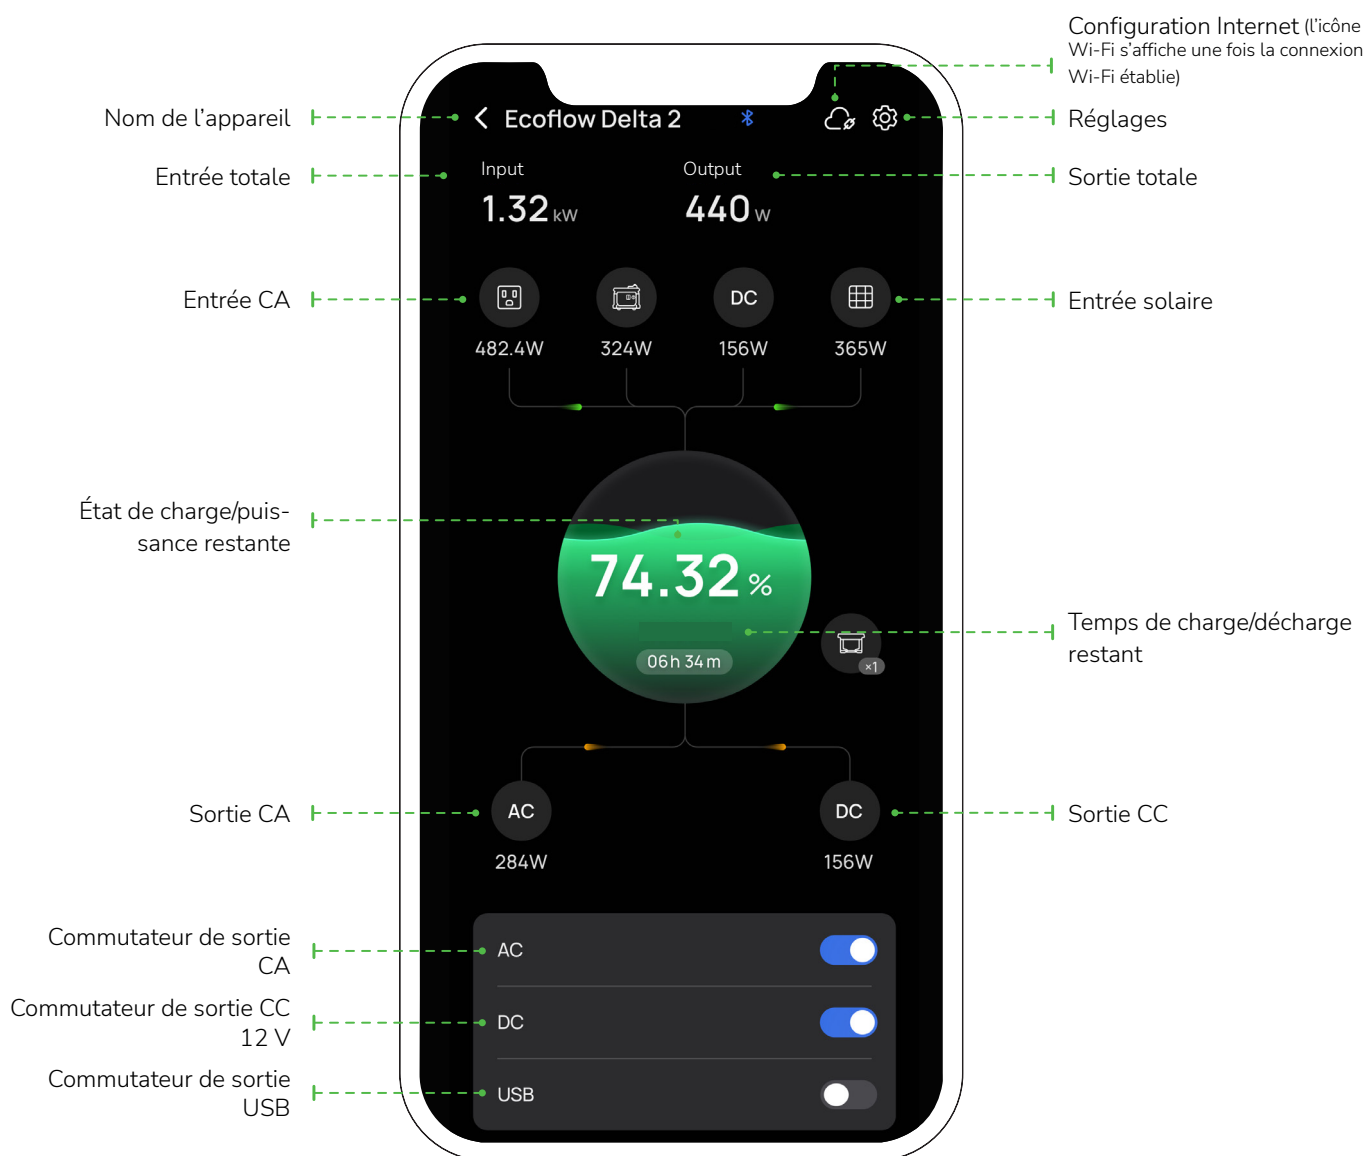 Configuration Internet (l'icône
Wi-Fi s'affiche une fois la connexion
Wi-Fi établie)
Nom de l'appareil
Ecoflow Delta 2
Réglages
Entrée totale
Input
Output
Sortie totale
1.32 kW
440 W
Entrée CA
DC
Entrée solaire
482.4W
324W
156W
365W
État de charge/puis-
sance restante
74.32 %
Temps de charge/décharge
restant
06h 34m
×1
Sortie CA
AC
DC
Sortie CC
284W
156W
Commutateur de sortie
CA
AC
Commutateur de sortie CC
12 V
DC
Commutateur de sortie
USB
USB